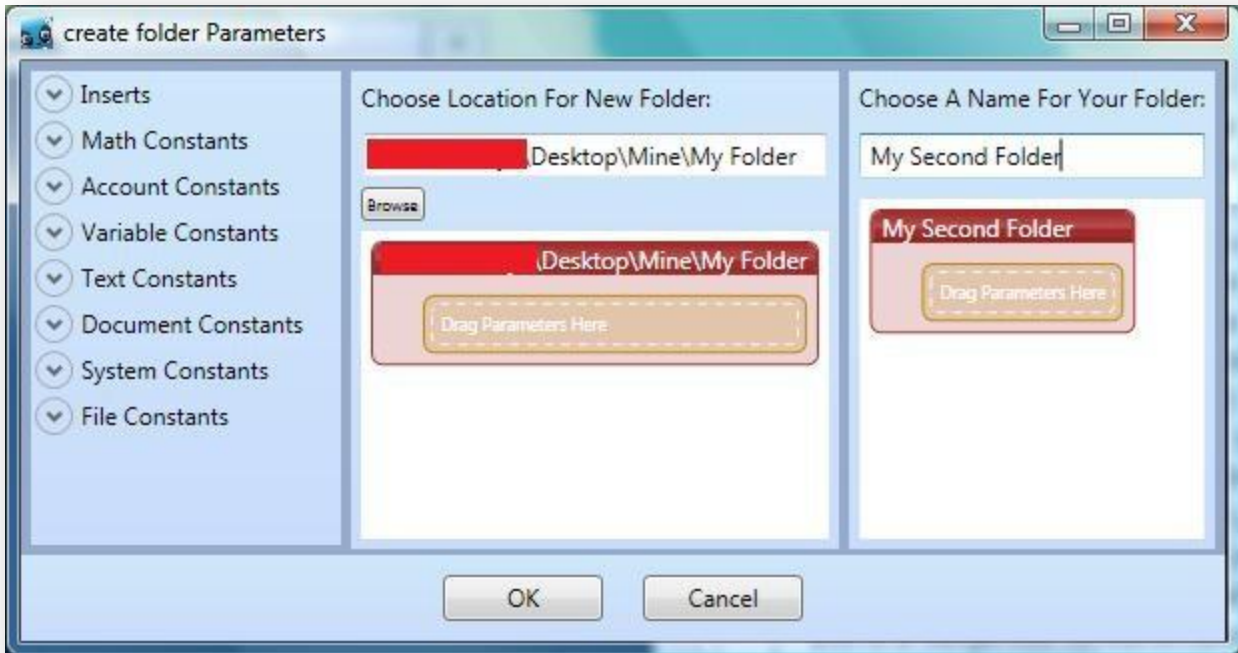 create folder Parameters
Inserts
Math Constants
Account Constants
Variable Constants
Text Constants
Document Constants
System Constants
File Constants
Choose Location For New Folder:
\Desktop\Mine\My Folder
Browse
\Desktop\Mine\My Folder
Drag Parameters Here
Choose A Name For Your Folder:
My Second Folder
My Second Folder
Drag Parameters Here
OK
Cancel